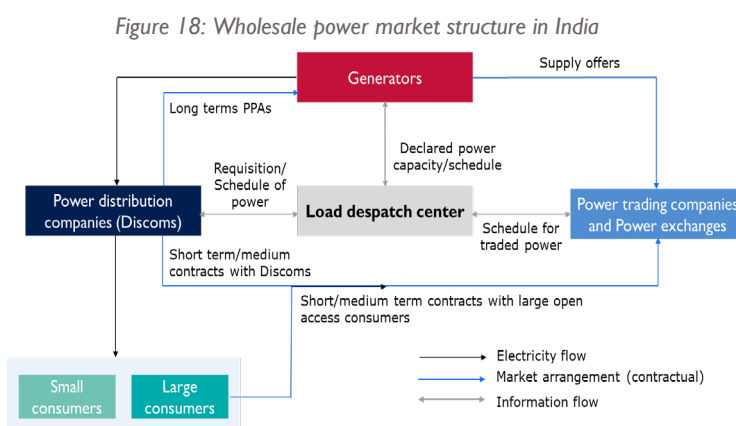 Figure 18: Wholesale power market structure in India
Generators
Supply offers
Long terms PPAs
Declared power
capacity/schedule
Requisition/
Schedule of
power
Power distribution
companies (Discoms)
Load despatch center
Power trading companies
and Power exchanges
Schedule for
traded power
Short term/medium
contracts with Discoms
Short/medium term contracts with large open
access consumers
Small
consumers
Large
consumers
Electricity flow
Market arrangement (contractual)
Information flow